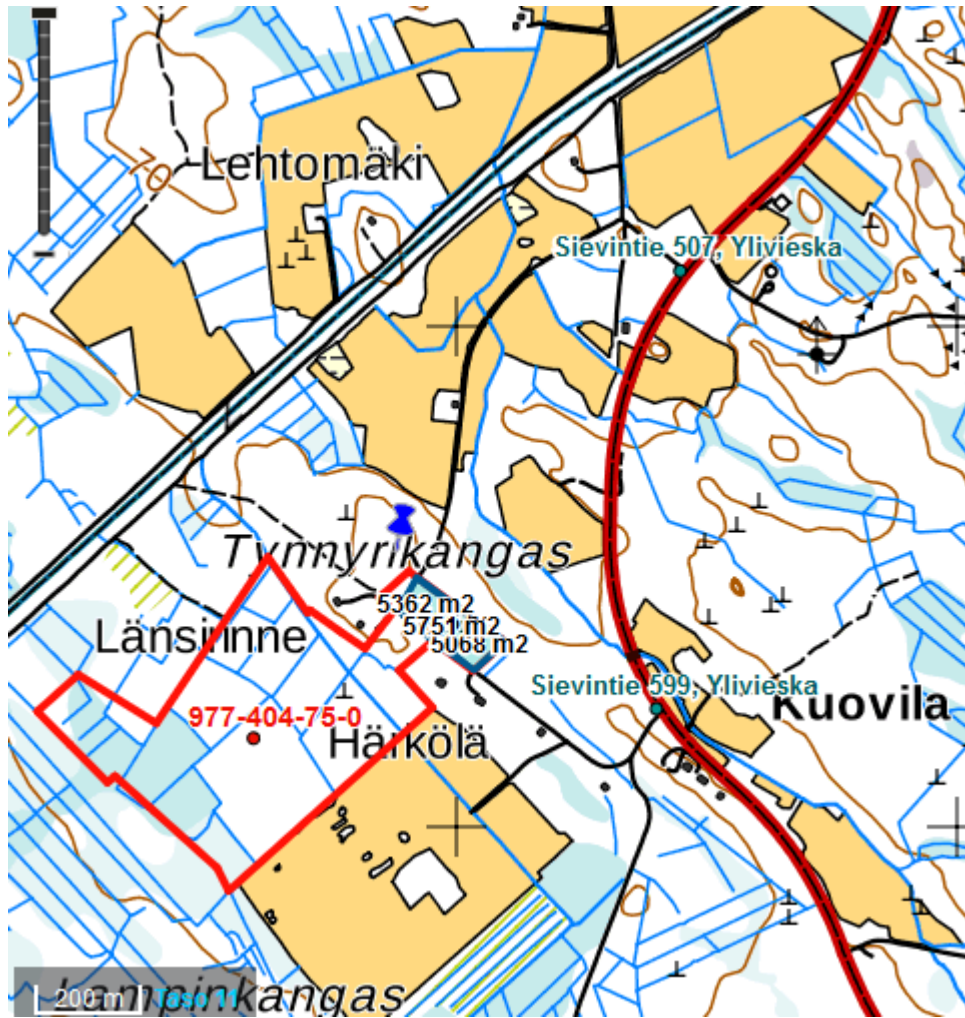 Lehtomäki
70
Sievintie 507, Ylivieska
Tynnyrikangas
5362 m2
5751 m2
5068 m2
Länsirinne
Sievintie 599, Ylivieska
Kuovila
977-404-75-0
Härkölä
Lampinkangas
200 m
Taso 11